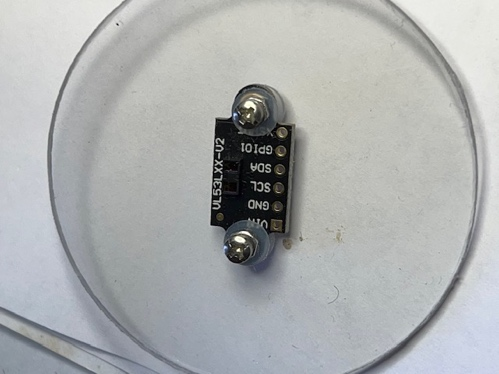 VL53LXX-V2
GPIO1
SDA
SCL
GND
VIN